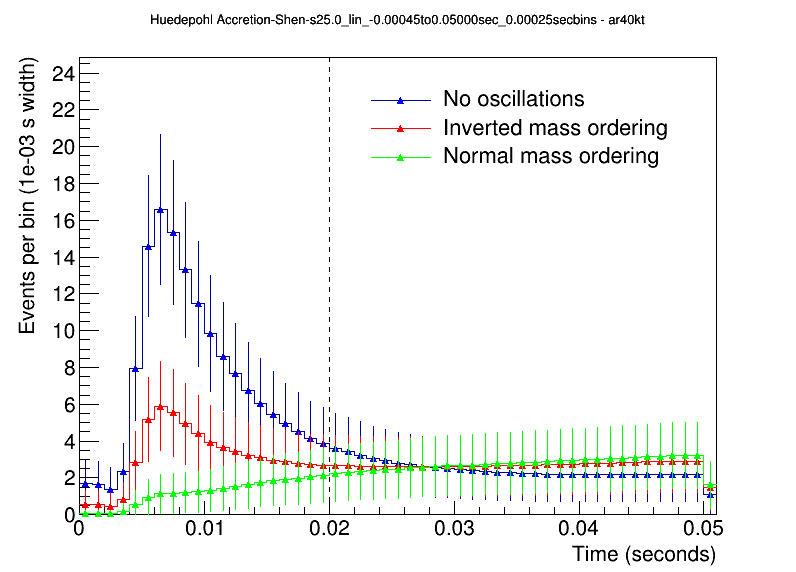 Huedepohl Accretion-Shen-s25.0_lin_-0.00045to0.05000sec_0.00025secbins - ar40kt
Events per bin (1e-03 s width)
24
22
20
18
16
14
12
10
8
6
4
2
0
No oscillations
Inverted mass ordering
Normal mass ordering
0 0.01 0.02 0.03 0.04 0.05
Time (seconds)